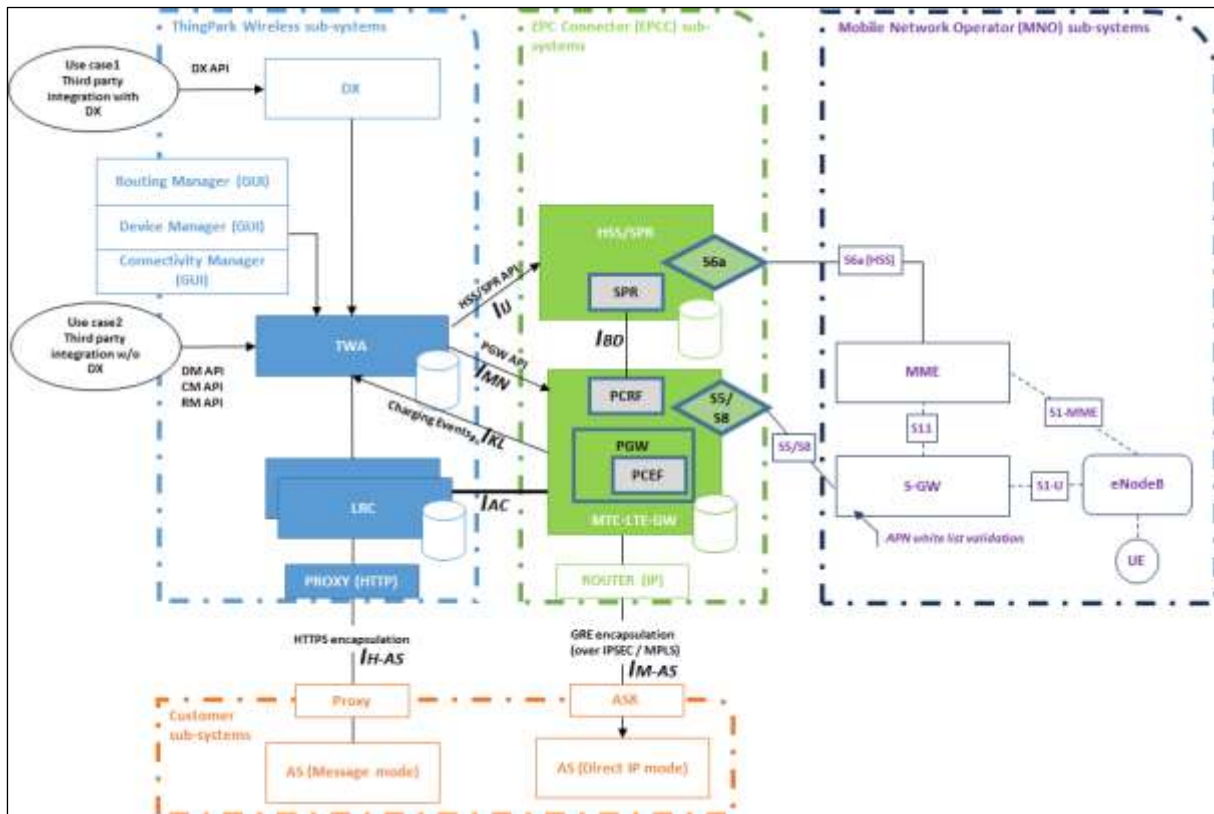 ThingPark Wireless sub-systems
EPC Connector (EPCC) sub-
systems
Mobile Network Operator (MNO) sub-systems
Use case1
Third party
integration with
DX
DX API
DX
Routing Manager (GUI)
Device Manager (GUI)
Connectivity Manager
(GUI)
HSS/SPR
S6a
S6a (HSS)
SPR
HSS/SPR API
IIJ
IBD
Use case2
Third party
integration w/o
DX
DM API
CM API
RM API
TWA
PGW API
IMN
Charging Events
IKL
PCRF
S5/
S8
PGW
PCEF
MTC-LTE-GW
MME
S11
S1-MME
S5/S8
S-GW
S1-U
eNodeB
APN white list validation
UE
LRC
IAC
PROXY (HTTP)
ROUTER (IP)
HTTPS encapsulation
IH-AS
GRE encapsulation
(over IPSEC / MPLS)
IM-AS
Customer
sub-systems
Proxy
ASR
AS (Message mode)
AS (Direct IP mode)